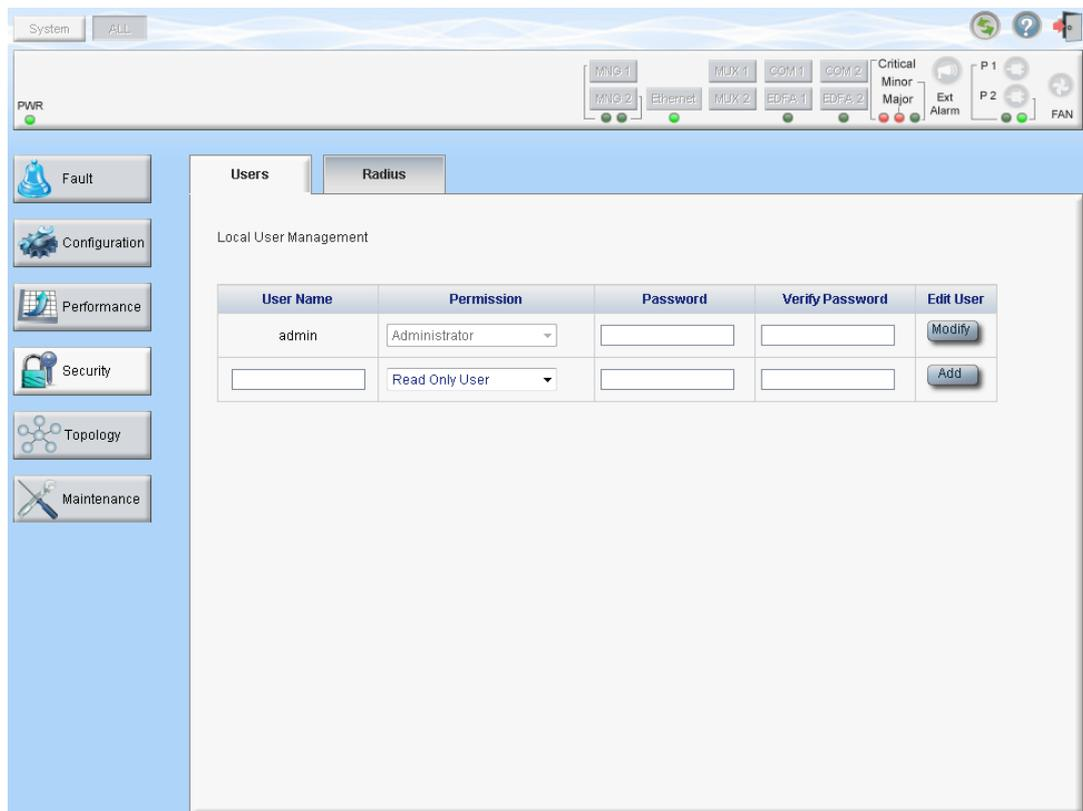 System ALL
MNG 1 MUX 1 COM 1 COM 2 Critical P 1
Minor
PWR MNG 2 Ethernet MUX 2 EDFA 1 EDFA 2 Major Ext Alarm P 2 FAN
Fault
Configuration
Performance
Security
Topology
Maintenance
Users Radius
Local User Management
User Name Permission Password Verify Password Edit User
admin Administrator Modify
Read Only User Add